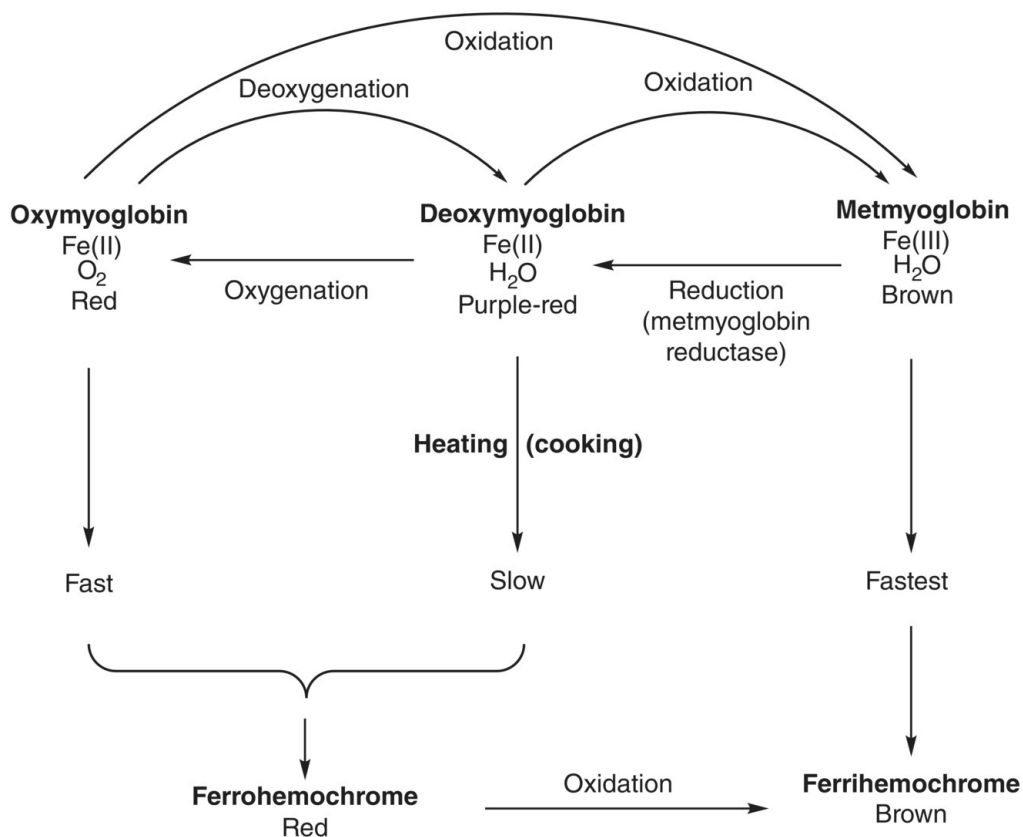 Oxidation
Deoxygenation
Oxidation
Oxymyoglobin
Fe(II)
O₂
Red
Deoxymyoglobin
Fe(II)
H₂O
Purple-red
Metmyoglobin
Fe(III)
H₂O
Brown
Oxygenation
Reduction
(metmyoglobin
reductase)
Heating (cooking)
Fast
Slow
Fastest
Ferrohemochrome
Red
Oxidation
Ferrihemochrome
Brown